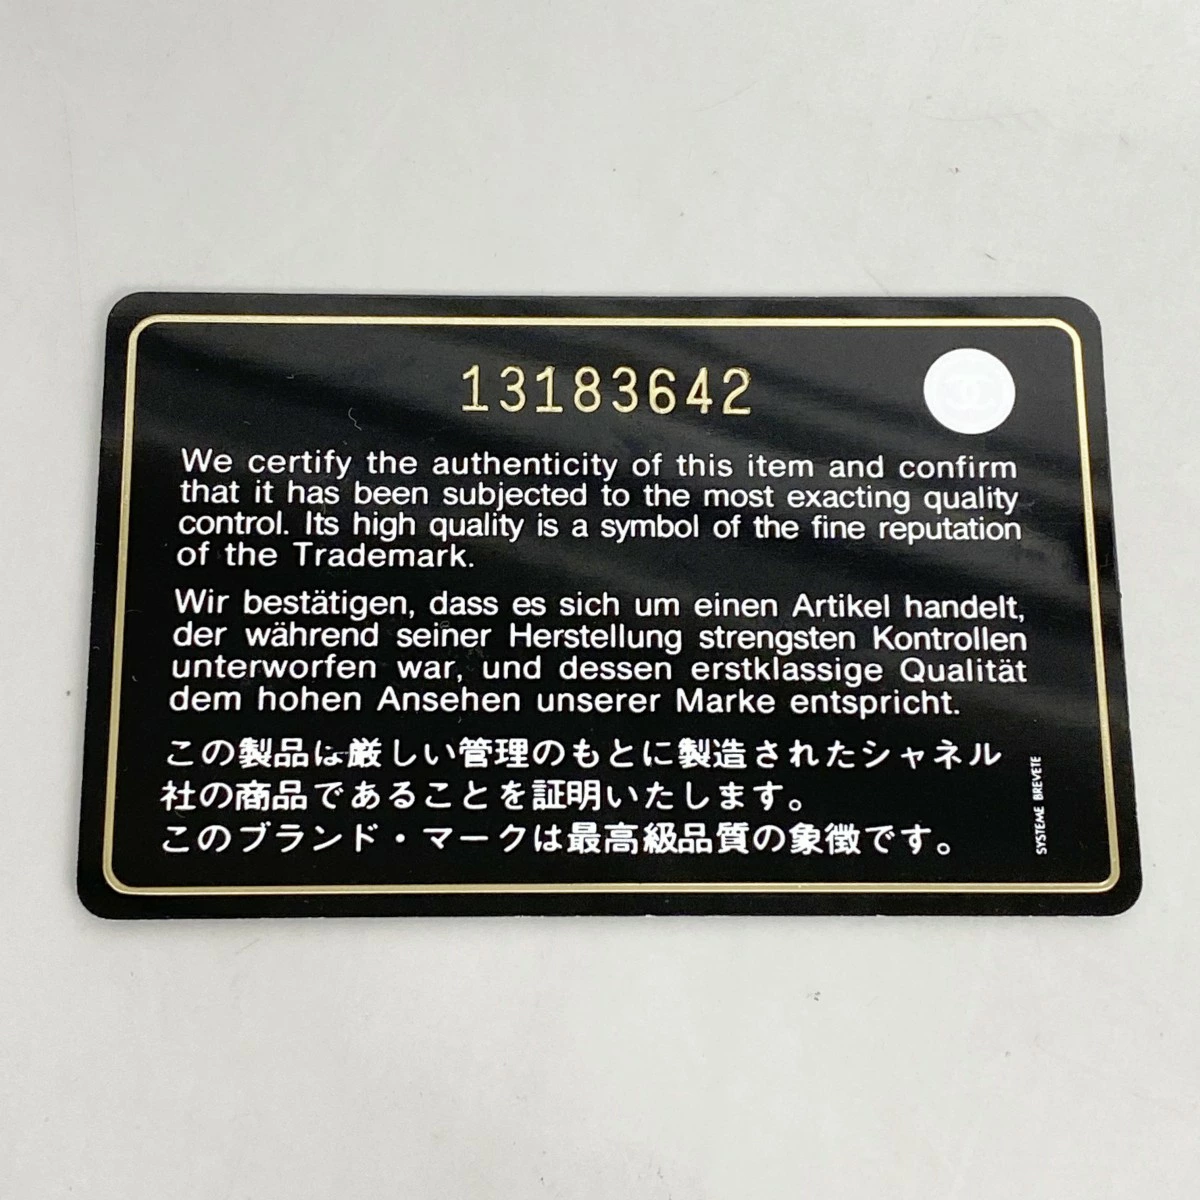 13183642
We certify the authenticity of this item and confirm
that it has been subjected to the most exacting quality
control. Its high quality is a symbol of the fine reputation
of the Trademark.
Wir bestätigen, dass es sich um einen Artikel handelt,
der während seiner Herstellung strengsten Kontrollen
unterworfen war, und dessen erstklassige Qualität
dem hohen Ansehen unserer Marke entspricht.
この製品は厳しい管理のもとに製造されたシャネル
社の商品であることを証明いたします。
このブランド・マークは最高級品質の象徴です。
SYSTEME BREVETE